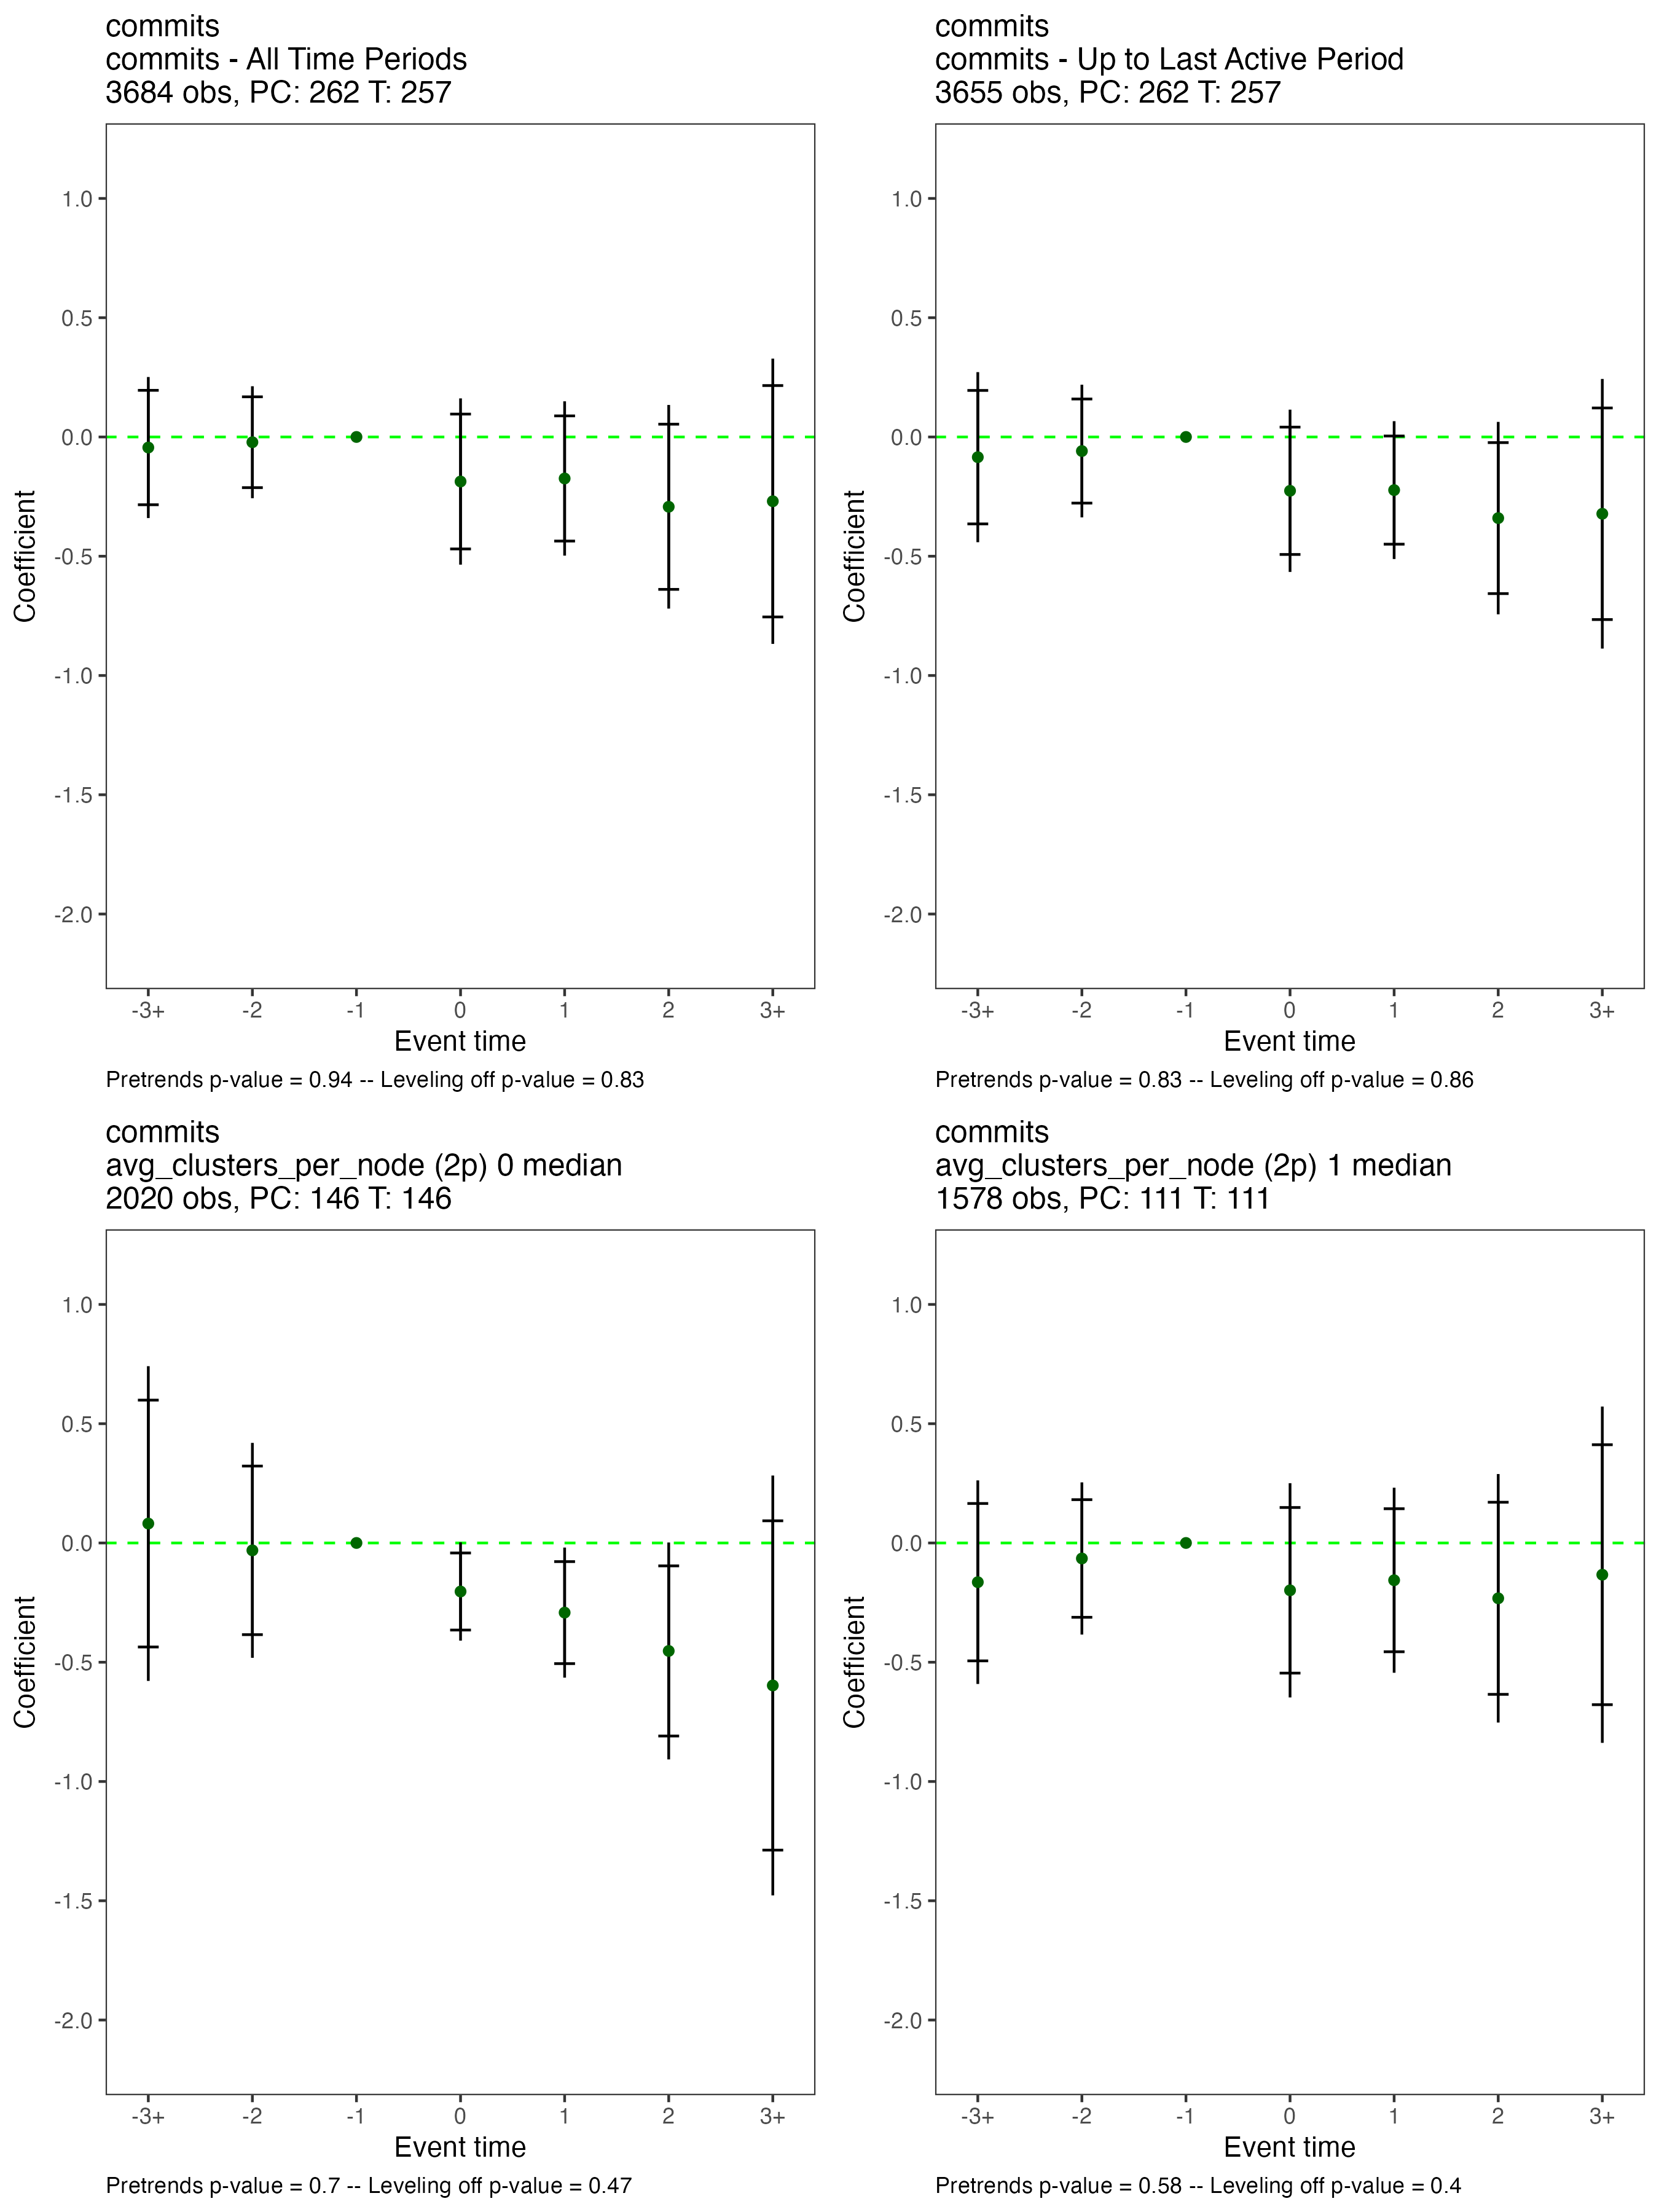 commits
commits - All Time Periods
3684 obs, PC: 262 T: 257
1.0
0.5
0.0
-0.5
-1.0
-1.5
-2.0
Coefficient
-3+ -2 -1 0 1 2 3+
Event time
Pretrends p-value = 0.94 -- Leveling off p-value = 0.83
commits
commits - Up to Last Active Period
3655 obs, PC: 262 T: 257
1.0
0.5
0.0
-0.5
-1.0
-1.5
-2.0
Coefficient
-3+ -2 -1 0 1 2 3+
Event time
Pretrends p-value = 0.83 -- Leveling off p-value = 0.86
commits
avg_clusters_per_node (2p) 0 median
2020 obs, PC: 146 T: 146
1.0
0.5
0.0
-0.5
-1.0
-1.5
-2.0
Coefficient
-3+ -2 -1 0 1 2 3+
Event time
Pretrends p-value = 0.7 -- Leveling off p-value = 0.47
commits
avg_clusters_per_node (2p) 1 median
1578 obs, PC: 111 T: 111
1.0
0.5
0.0
-0.5
-1.0
-1.5
-2.0
Coefficient
-3+ -2 -1 0 1 2 3+
Event time
Pretrends p-value = 0.58 -- Leveling off p-value = 0.4